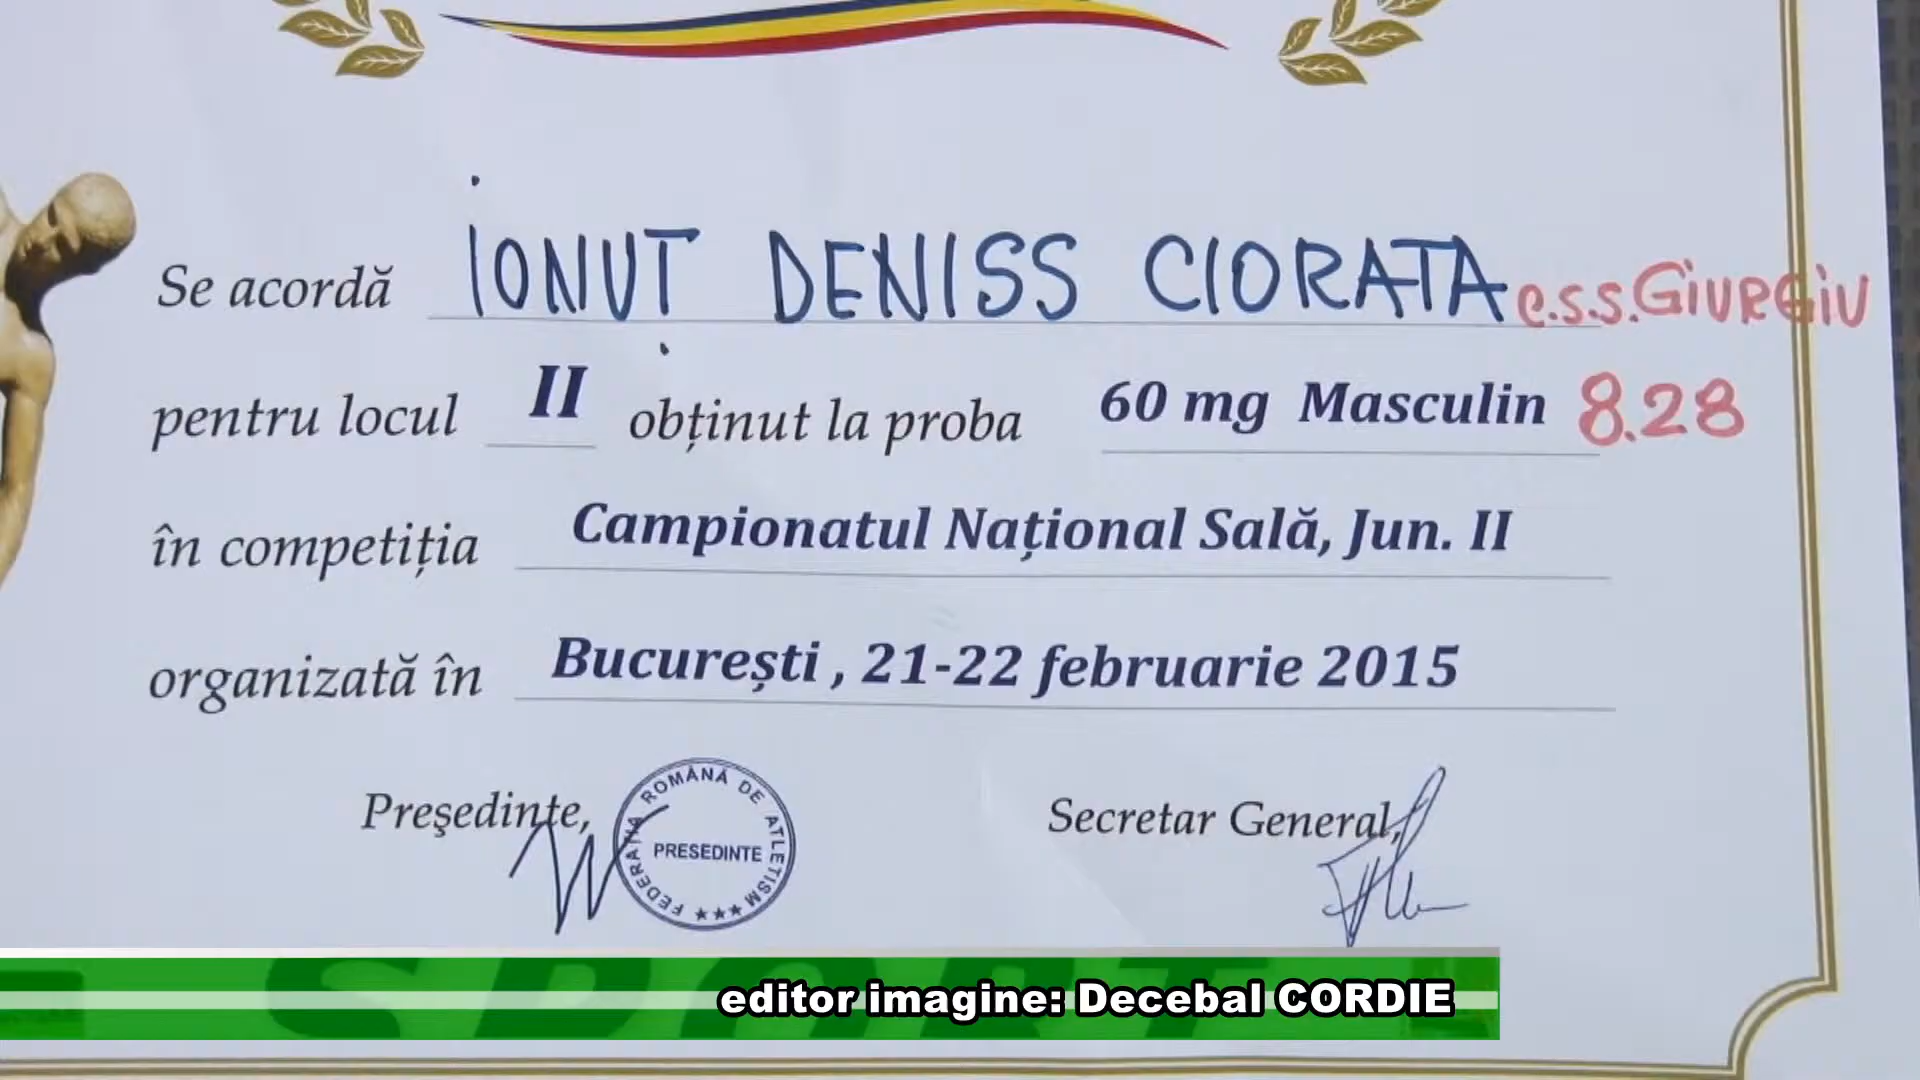 Se acordă IONUȚ DENISS CIORATA c.s.s. Giurgiu
pentru locul II obținut la proba 60 mg Masculin 8.28
în competiția Campionatul Național Sală, Jun. II
organizată în București , 21-22 februarie 2015
Preşedinte, Secretar General,
FEDERAȚIA ROMÂNĂ DE ATLETISM
PRESEDINTE
SPORT
editor imagine: Decebal CORDIE